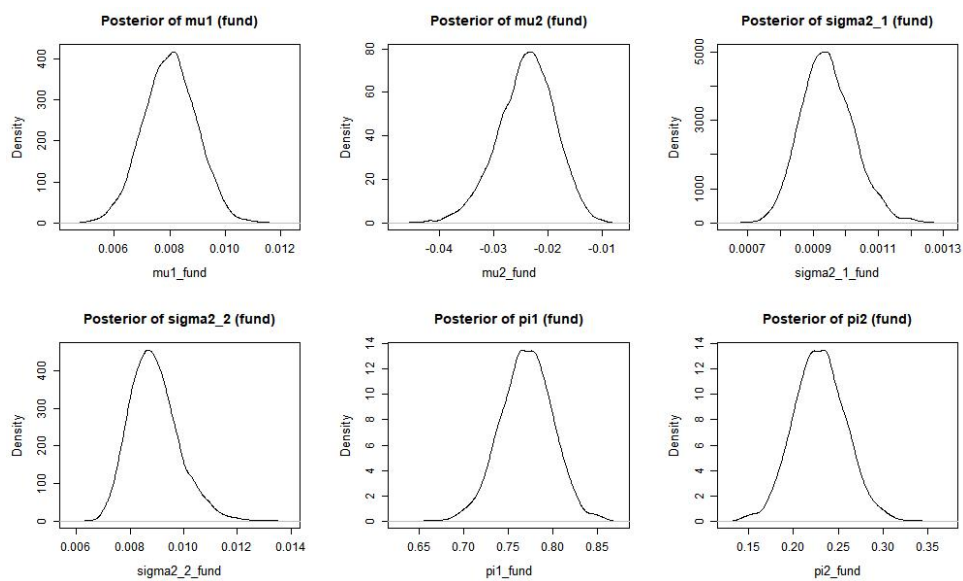 Posterior of mu1 (fund)
Density
0 100 200 300 400
0.006 0.008 0.010 0.012
mu1_fund
Posterior of mu2 (fund)
Density
0 20 40 60 80
-0.04 -0.03 -0.02 -0.01
mu2_fund
Posterior of sigma2_1 (fund)
Density
0 1000 3000 5000
0.0007 0.0009 0.0011 0.0013
sigma2_1_fund
Posterior of sigma2_2 (fund)
Density
0 100 200 300 400
0.006 0.008 0.010 0.012 0.014
sigma2_2_fund
Posterior of pi1 (fund)
Density
0 2 4 6 8 10 12 14
0.65 0.70 0.75 0.80 0.85
pi1_fund
Posterior of pi2 (fund)
Density
0 2 4 6 8 10 12 14
0.15 0.20 0.25 0.30 0.35
pi2_fund